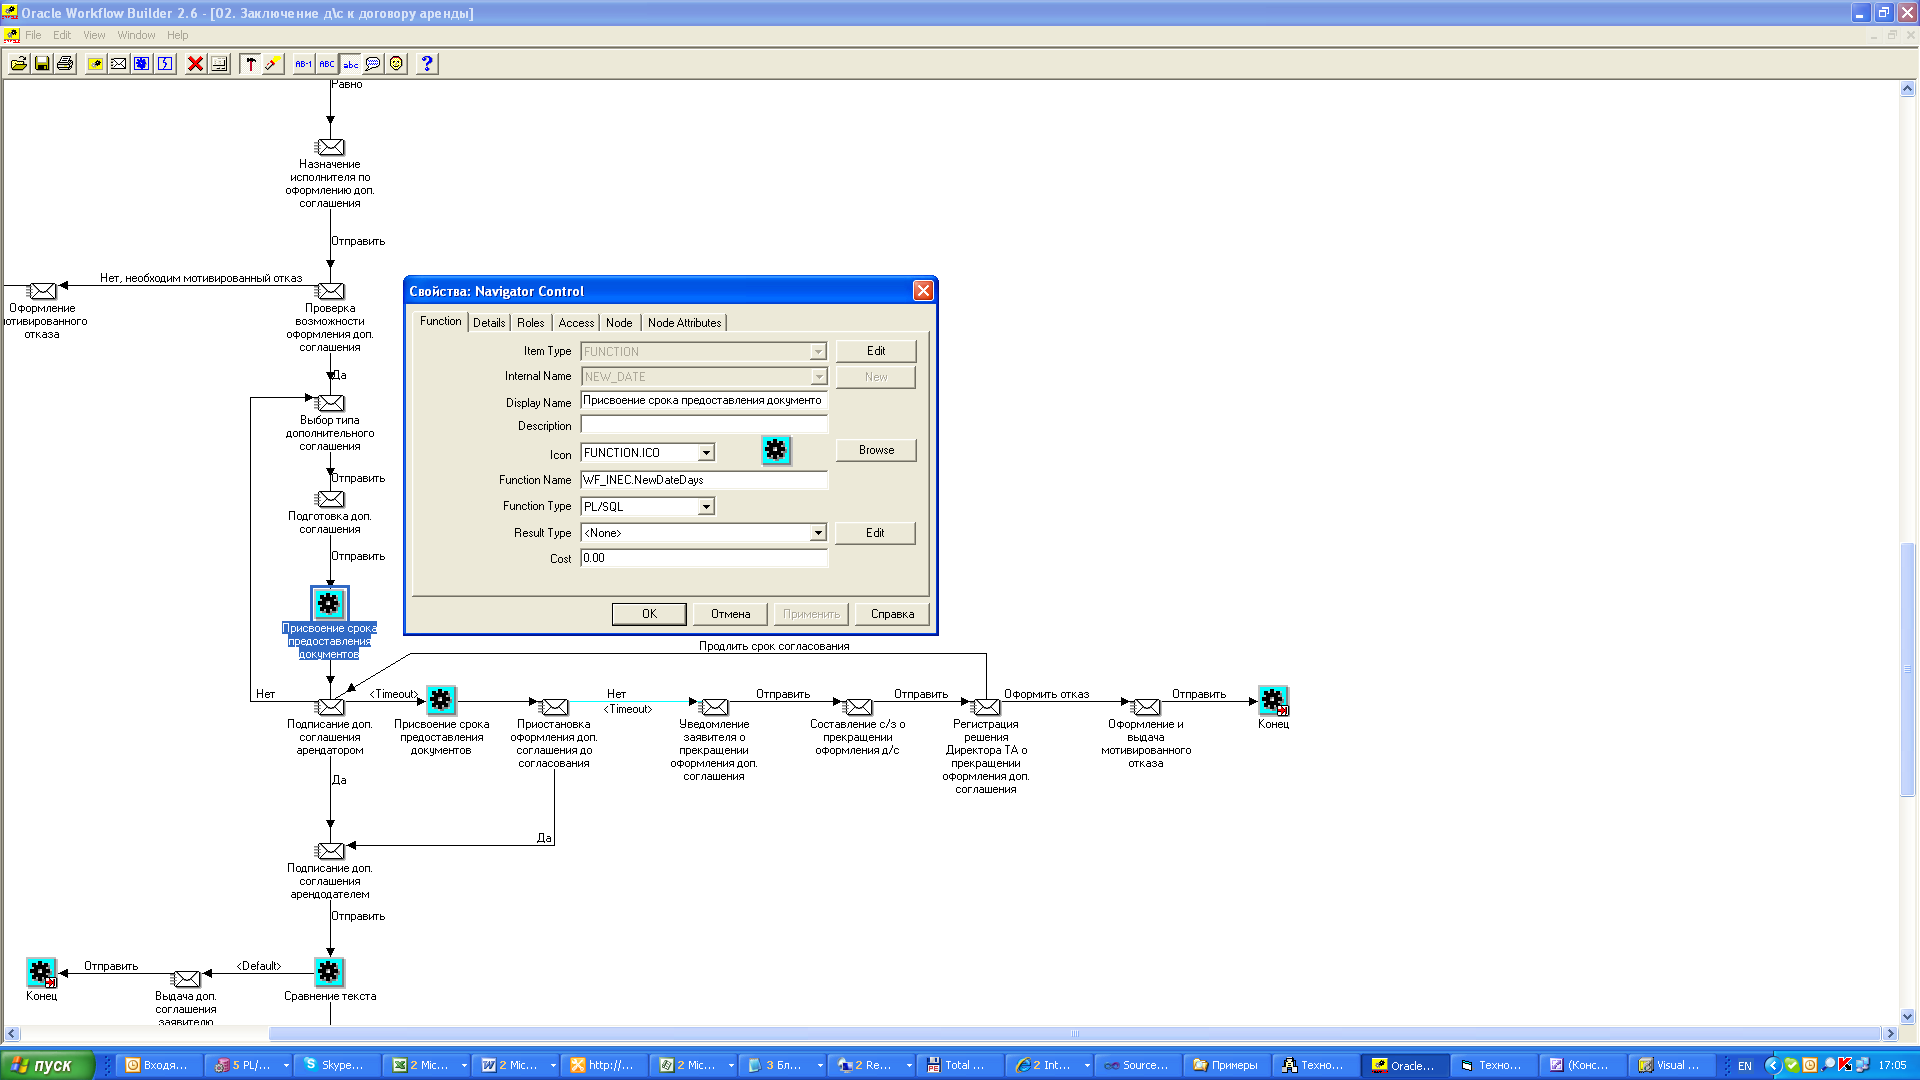 Oracle Workflow Builder 2.6 - [02. Заключение д\с к договору аренды]
File Edit View Window Help
AB-1 ABC abc ?
Равно
Назначение
исполнителя по
оформлению доп.
соглашения
Отправить
Нет, необходим мотивированный отказ
Оформление
мотивированного
отказа
Проверка
возможности
оформления доп.
соглашения
Да
Выбор типа
дополнительного
соглашения
Отправить
Подготовка доп.
соглашения
Отправить
Присвоение срока
предоставления
документов
Свойства: Navigator Control
Function Details Roles Access Node Node Attributes
Item Type FUNCTION Edit
Internal Name NEW_DATE New
Display Name Присвоение срока предоставления документо
Description
Icon FUNCTION.ICO Browse
Function Name WF_INEC.NewDateDays
Function Type PL/SQL
Result Type <None> Edit
Cost 0.00
OK Отмена Применить Справка
Продлить срок согласования
Нет <Timeout> Нет Отправить Отправить Оформить отказ Отправить
<Timeout>
Подписание доп.
соглашения
арендатором
Присвоение срока
предоставления
документов
Приостановка
оформления доп.
соглашения до
согласования
Уведомление
заявителя о
прекращении
оформления доп.
соглашения
Составление с/з о
прекращении
оформления д/с
Регистрация
решения
Директора ТА о
прекращении
оформления доп.
соглашения
Оформление и
выдача
мотивированного
отказа
Конец
Да
Да
Подписание доп.
соглашения
арендодателем
Отправить
Отправить <Default>
Конец
Выдача доп.
соглашения
заявителю
Сравнение текста
пуск Входя... 5 PL/... Skype... 2 Mic... 2 Mic... http://... 2 Mic... 3 Бл... 2 Re... Total ... 2 Int... Source... Примеры Техно... Oracle... Техно... (Конс... Visual ... EN 17:05